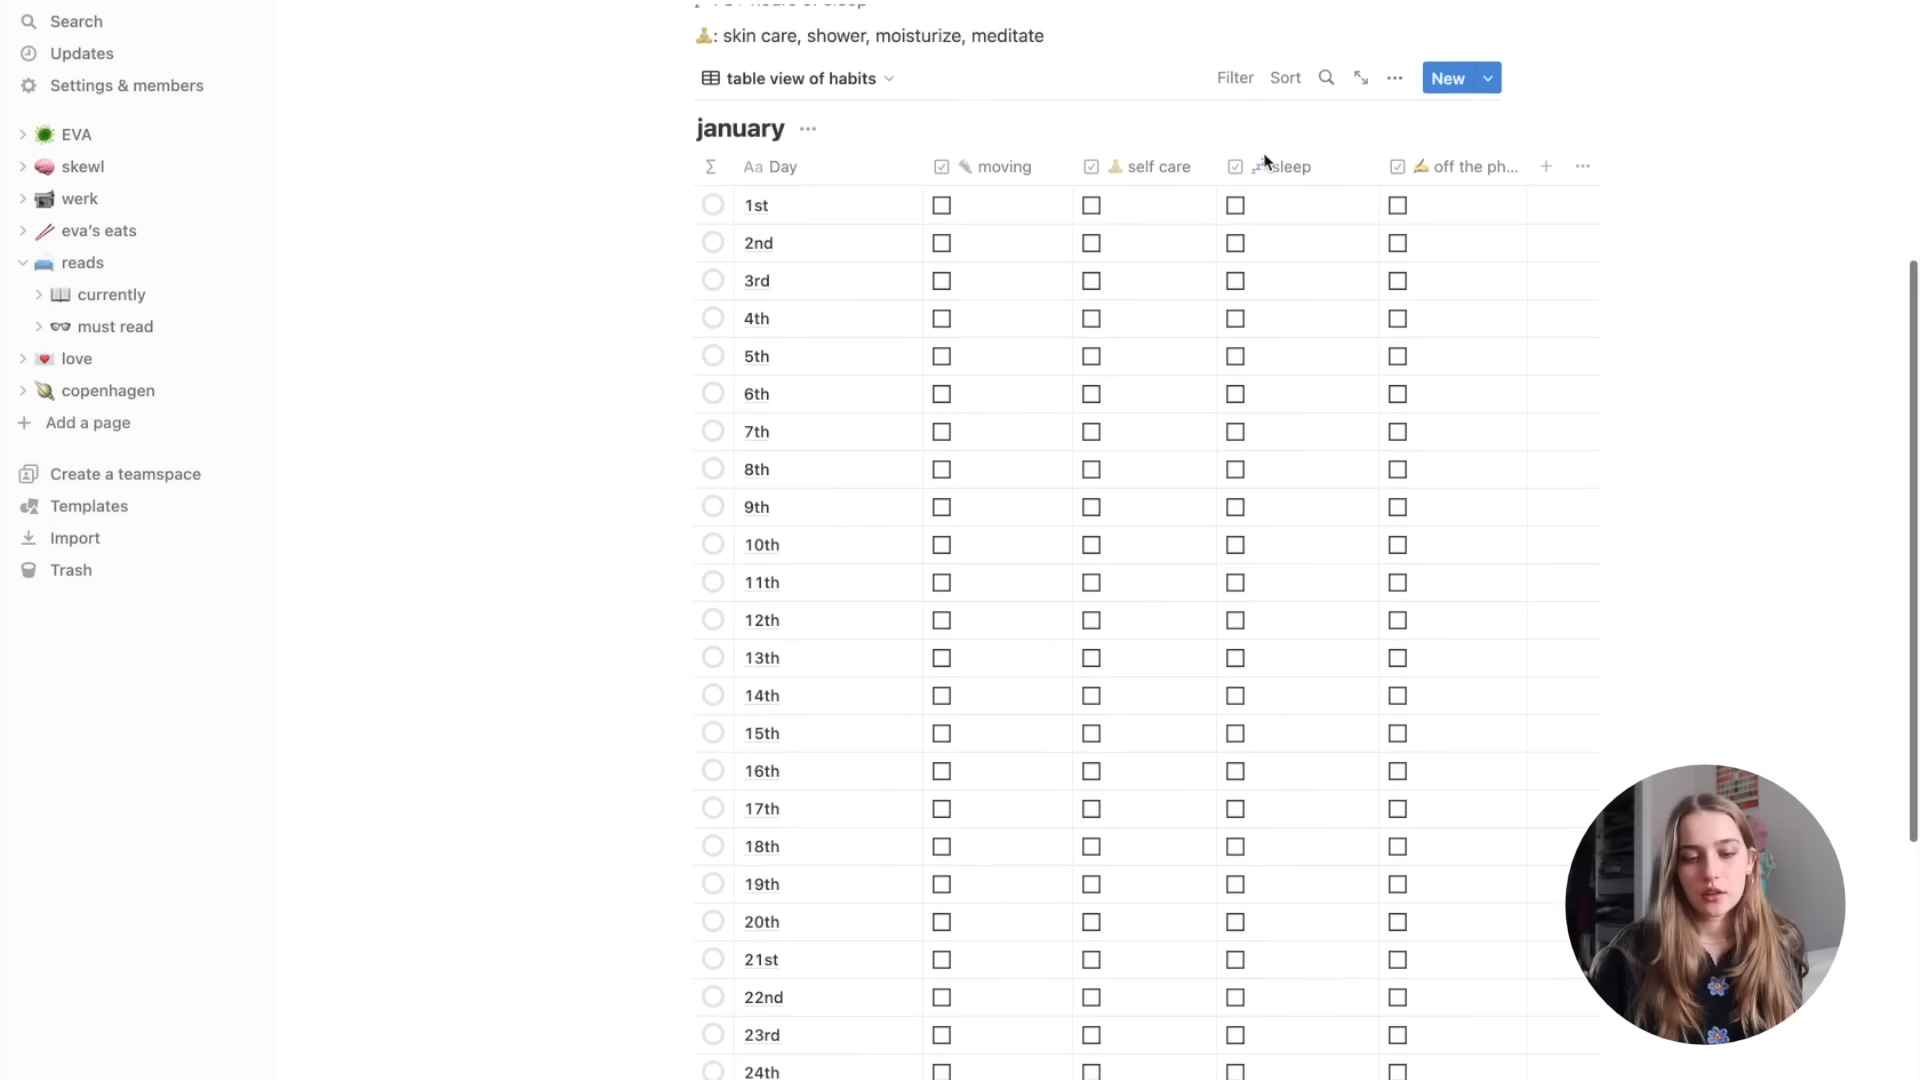 Search
Updates
Settings & members
EVA
skewl
werk
eva's eats
reads
currently
must read
love
copenhagen
Add a page
Create a teamspace
Templates
Import
Trash
: skin care, shower, moisturize, meditate
table view of habits
Filter Sort New
january
Σ Aa Day moving self care sleep off the ph...
1st
2nd
3rd
4th
5th
6th
7th
8th
9th
10th
11th
12th
13th
14th
15th
16th
17th
18th
19th
20th
21st
22nd
23rd
24th